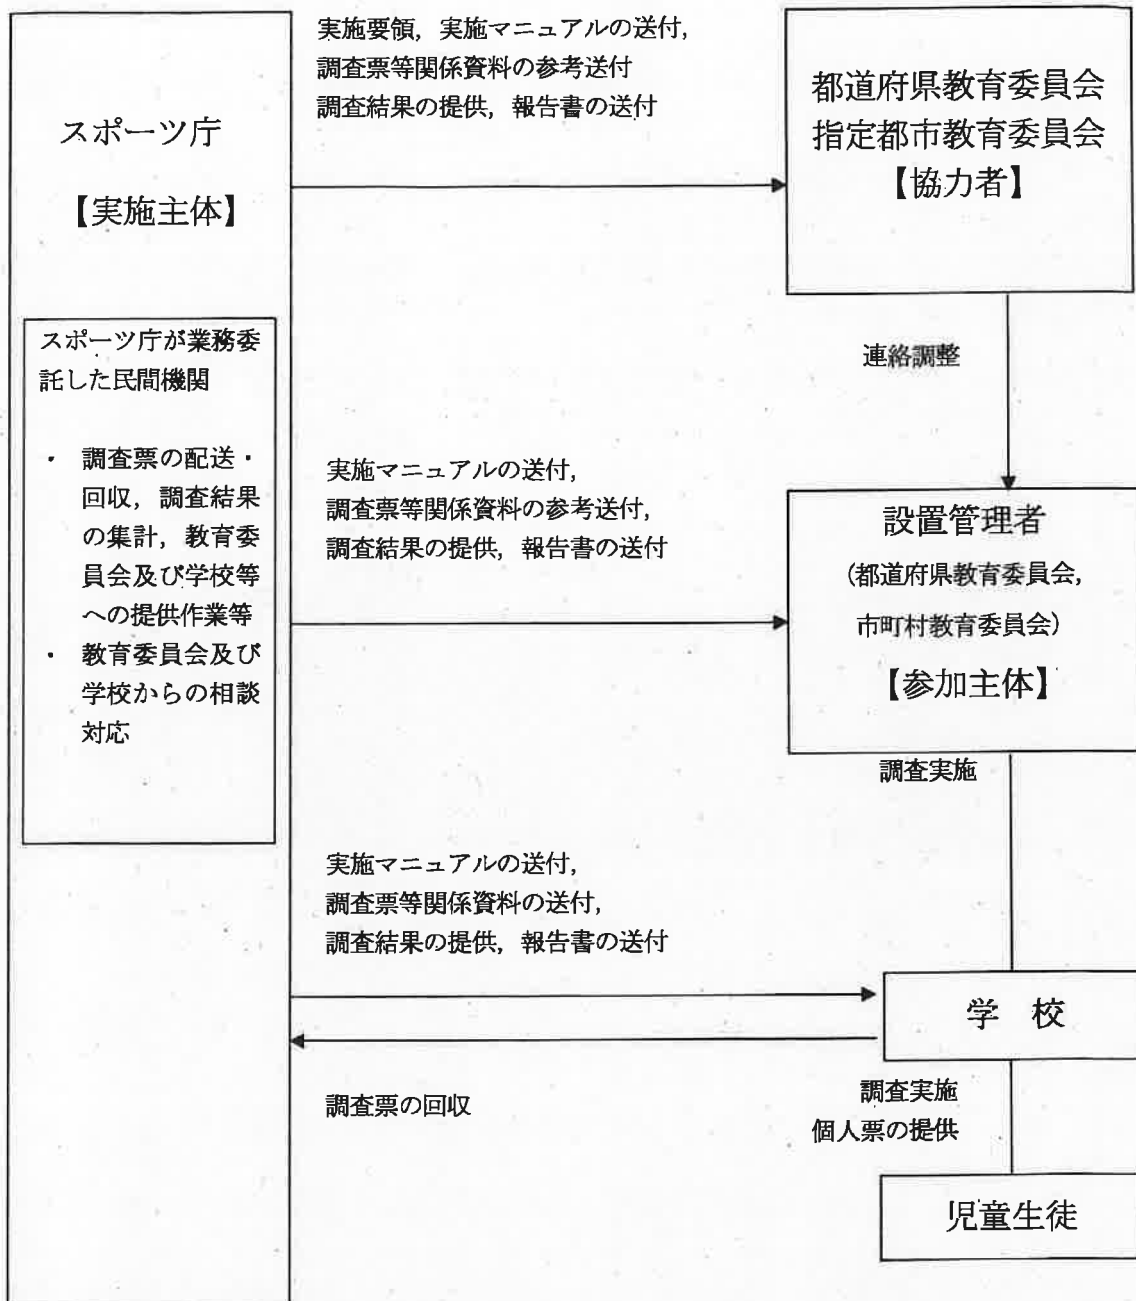 スポーツ庁
【実施主体】
スポーツ庁が業務委
託した民間機関
・ 調査票の配送・
回収，調査結果
の集計，教育委
員会及び学校等
への提供作業等
・ 教育委員会及び
学校からの相談
対応
実施要領，実施マニュアルの送付，
調査票等関係資料の参考送付
調査結果の提供，報告書の送付
都道府県教育委員会
指定都市教育委員会
【協力者】
連絡調整
実施マニュアルの送付，
調査票等関係資料の参考送付，
調査結果の提供，報告書の送付
設置管理者
（都道府県教育委員会，
市町村教育委員会）
【参加主体】
調査実施
実施マニュアルの送付，
調査票等関係資料の送付，
調査結果の提供，報告書の送付
学　校
調査票の回収
調査実施
個人票の提供
児童生徒